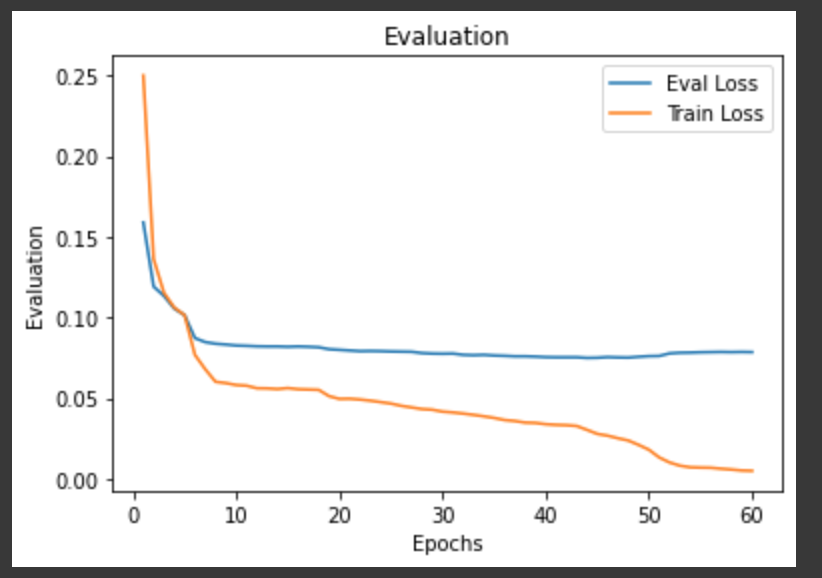 Evaluation
0.25
0.20
0.15
0.10
0.05
0.00
Evaluation
Eval Loss
Train Loss
0 10 20 30 40 50 60
Epochs